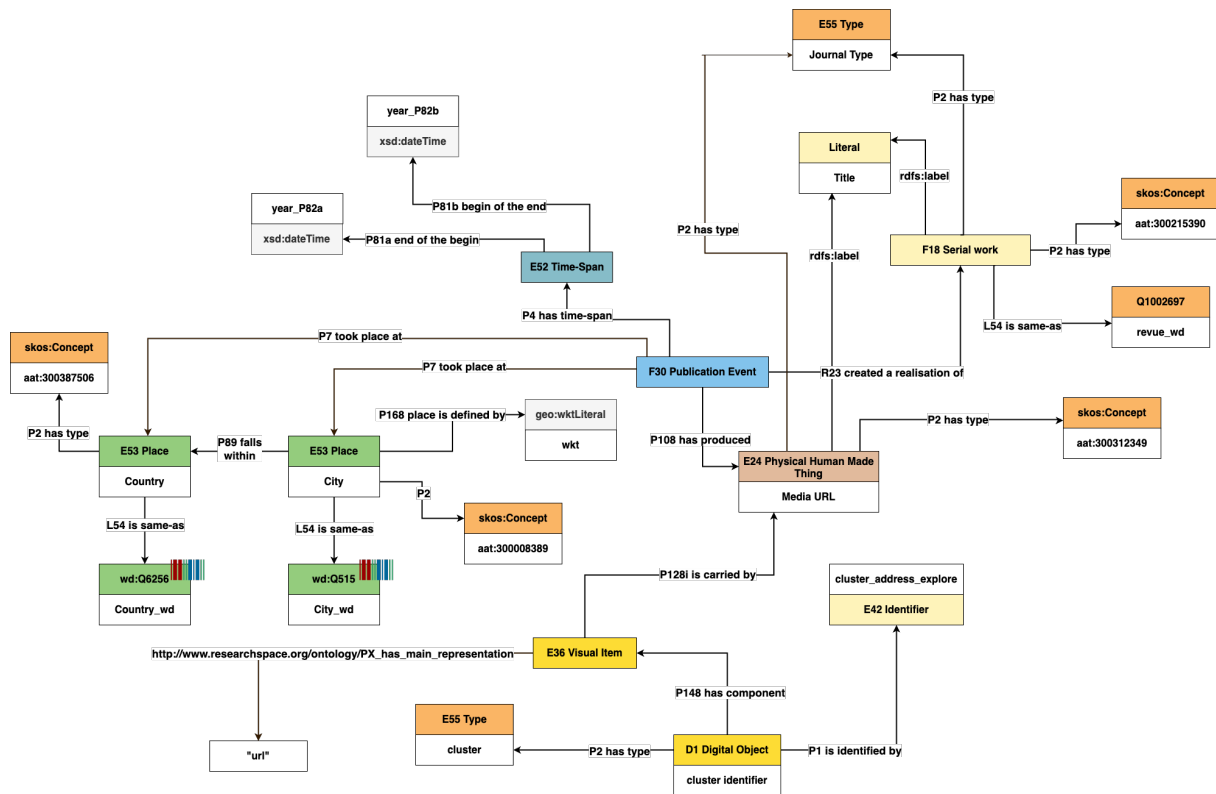 E55 Type
Journal Type
P2 has type
year_P82b
xsd:dateTime
Literal
Title
rdfs:label
skos:Concept
aat:300215390
year_P82a
xsd:dateTime
P81b begin of the end
P81a end of the begin
P2 has type
F18 Serial work
P2 has type
rdfs:label
E52 Time-Span
Q1002697
revue_wd
L54 is same-as
P4 has time-span
P7 took place at
skos:Concept
aat:300387506
P7 took place at
F30 Publication Event
R23 created a realisation of
P168 place is defined by
geo:wktLiteral
wkt
P2 has type
skos:Concept
aat:300312349
P2 has type
E53 Place
Country
P89 falls
within
E53 Place
City
P108 has produced
E24 Physical Human Made
Thing
Media URL
P2
skos:Concept
aat:300008389
L54 is same-as
L54 is same-as
wd:Q6256
Country_wd
wd:Q515
City_wd
P128i is carried by
cluster_address_explore
E42 Identifier
http://www.researchspace.org/ontology/PX_has_main_representation
E36 Visual Item
P148 has component
E55 Type
cluster
"url"
P2 has type
D1 Digital Object
cluster identifier
P1 is identified by